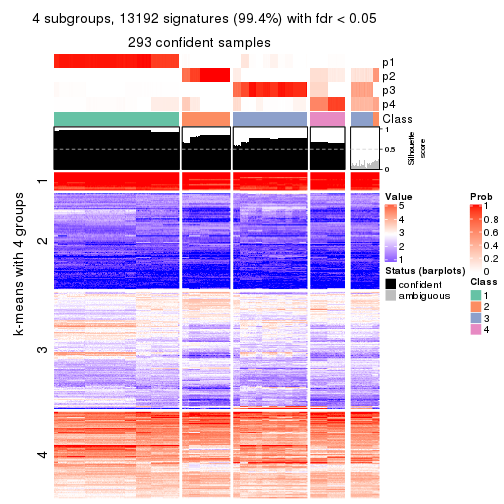 4 subgroups, 13192 signatures (99.4%) with fdr < 0.05
293 confident samples
p1
p2
p3
p4
Class
1
0.5
0
Silhouette
score
k-means with 4 groups
1
2
3
4
Value
5
4
3
2
1
Status (barplots)
confident
ambiguous
Prob
1
0.8
0.6
0.4
0.2
0
Class
1
2
3
4